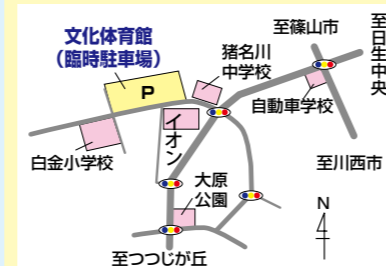 文化体育館
（臨時駐車場）
P
猪名川
中学校
至篠山市
至日生中央
自動車学校
イオン
白金小学校
至川西市
大原
公園
N
4
至つつじが丘